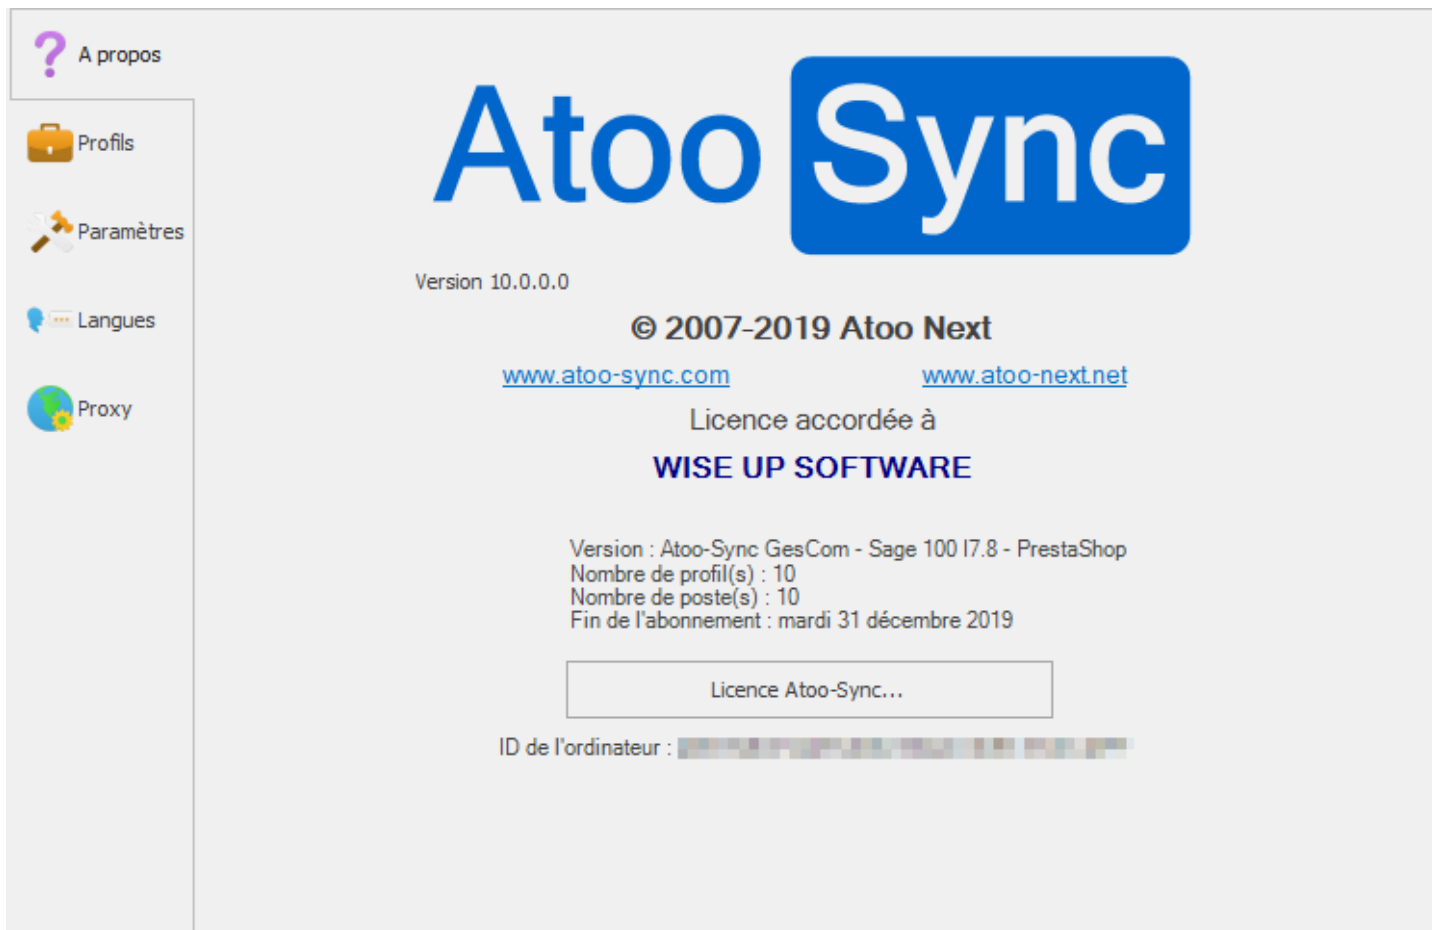 A propos
Profils
Paramètres
Langues
Proxy
Atoo Sync
Version 10.0.0.0
© 2007-2019 Atoo Next
www.atoo-sync.com www.atoo-next.net
Licence accordée à
WISE UP SOFTWARE
Version : Atoo-Sync GesCom - Sage 100 I7.8 - PrestaShop
Nombre de profil(s) : 10
Nombre de poste(s) : 10
Fin de l'abonnement : mardi 31 décembre 2019
Licence Atoo-Sync...
ID de l'ordinateur :